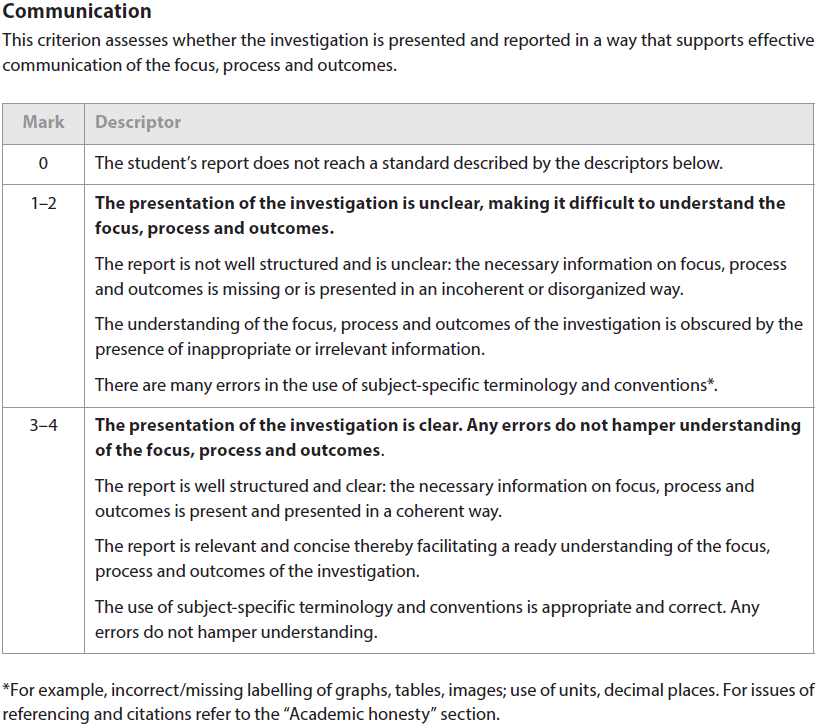 Communication
This criterion assesses whether the investigation is presented and reported in a way that supports effective
communication of the focus, process and outcomes.
Mark Descriptor
0 The student’s report does not reach a standard described by the descriptors below.
1–2 The presentation of the investigation is unclear, making it difficult to understand the
focus, process and outcomes.
The report is not well structured and is unclear: the necessary information on focus, process
and outcomes is missing or is presented in an incoherent or disorganized way.
The understanding of the focus, process and outcomes of the investigation is obscured by the
presence of inappropriate or irrelevant information.
There are many errors in the use of subject-specific terminology and conventions*.
3–4 The presentation of the investigation is clear. Any errors do not hamper understanding
of the focus, process and outcomes.
The report is well structured and clear: the necessary information on focus, process and
outcomes is present and presented in a coherent way.
The report is relevant and concise thereby facilitating a ready understanding of the focus,
process and outcomes of the investigation.
The use of subject-specific terminology and conventions is appropriate and correct. Any
errors do not hamper understanding.
*For example, incorrect/missing labelling of graphs, tables, images; use of units, decimal places. For issues of
referencing and citations refer to the “Academic honesty” section.